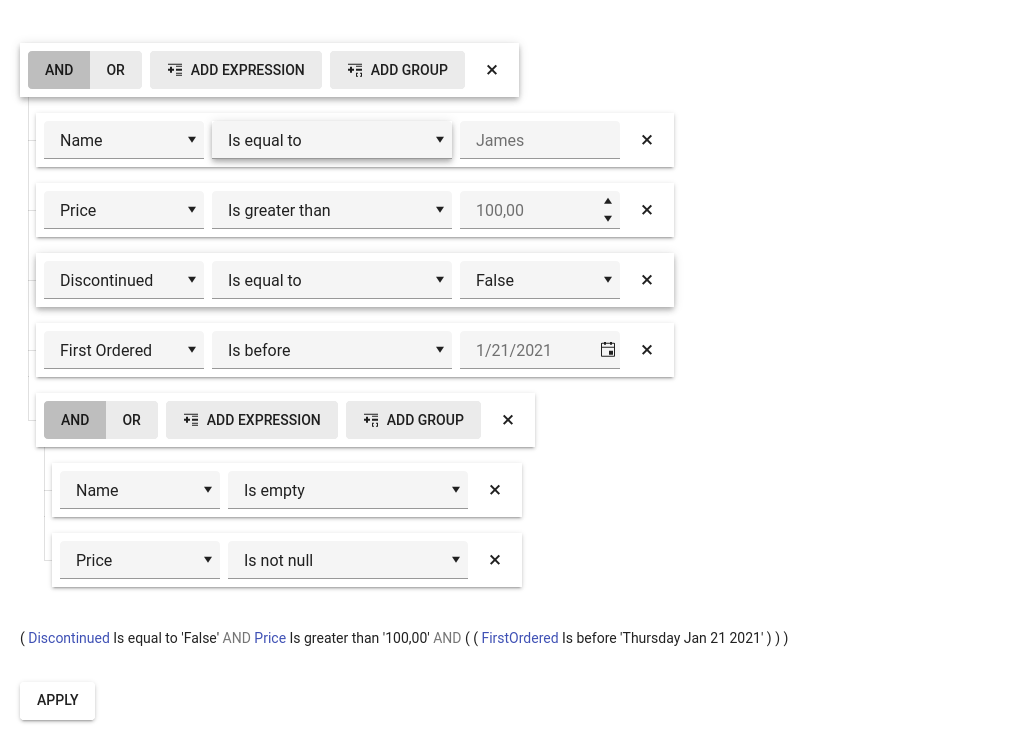 AND OR ADD EXPRESSION ADD GROUP
Name Is equal to James
Price Is greater than 100,00
Discontinued Is equal to False
First Ordered Is before 1/21/2021
AND OR ADD EXPRESSION ADD GROUP
Name Is empty
Price Is not null
( Discontinued Is equal to 'False' AND Price Is greater than '100,00' AND ( ( FirstOrdered Is before 'Thursday Jan 21 2021' ) ) )
APPLY